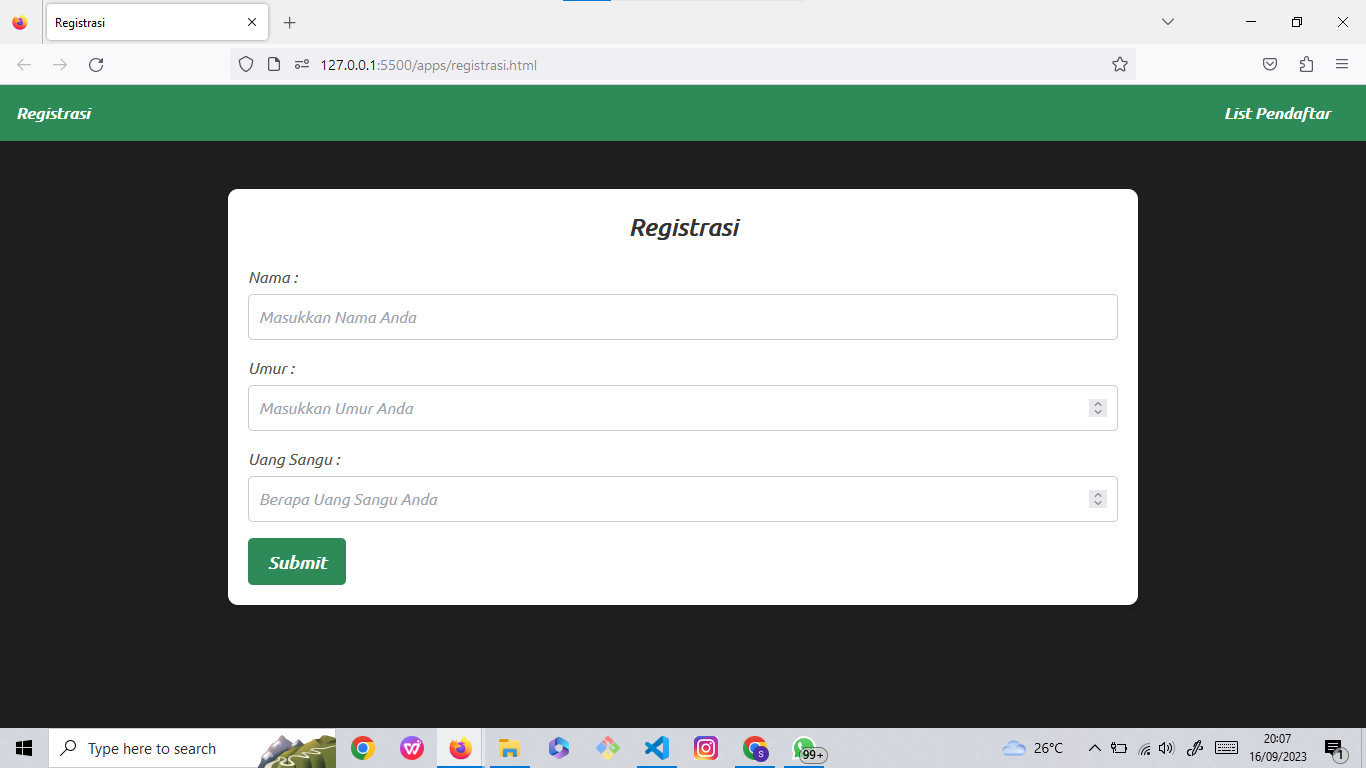 Registrasi
127.0.0.1:5500/apps/registrasi.html
Registrasi
List Pendaftar
Registrasi
Nama :
Masukkan Nama Anda
Umur :
Masukkan Umur Anda
Uang Sangu :
Berapa Uang Sangu Anda
Submit
Type here to search
S
99+
26°C
20:07
16/09/2023
1